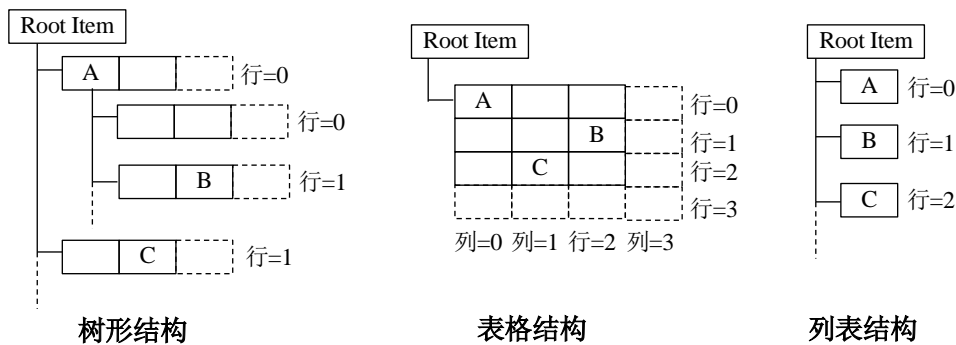 Root Item
A
行=0
行=0
B
行=1
C
行=1
树形结构
Root Item
A
行=0
B
行=1
C
行=2
行=3
列=0 列=1 行=2 列=3
表格结构
Root Item
A
行=0
B
行=1
C
行=2
列表结构